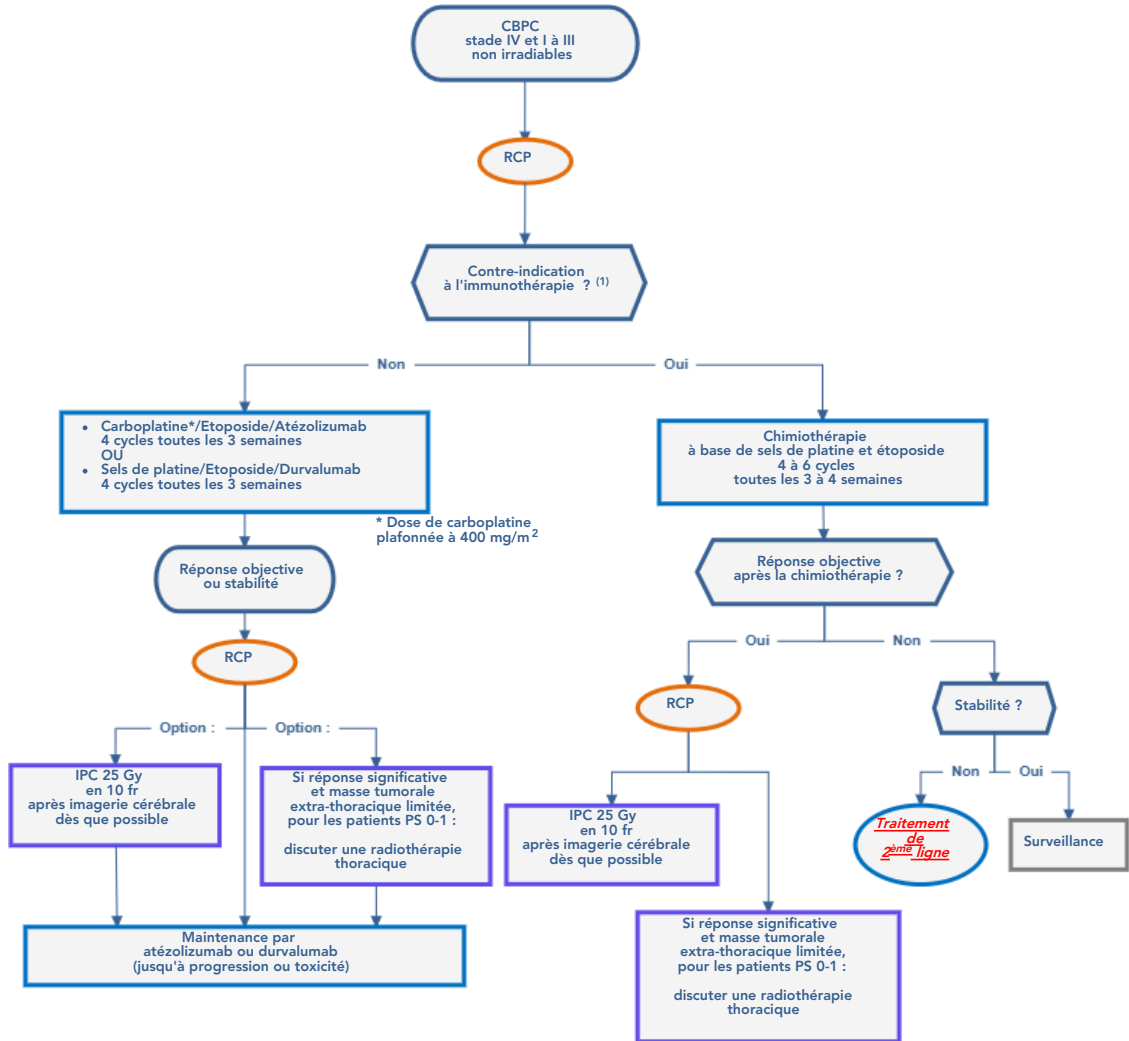 CBPC
stade IV et I à III
non irradiables
RCP
Contre-indication
à l'immunothérapie ? (1)
Non
Oui
• Carboplatine*/Etoposide/Atézolizumab
4 cycles toutes les 3 semaines
OU
• Sels de platine/Etoposide/Durvalumab
4 cycles toutes les 3 semaines
* Dose de carboplatine
plafonnée à 400 mg/m²
Chimiothérapie
à base de sels de platine et étoposide
4 à 6 cycles
toutes les 3 à 4 semaines
Réponse objective
ou stabilité
RCP
Option :
Option :
IPC 25 Gy
en 10 fr
après imagerie cérébrale
dès que possible
Si réponse significative
et masse tumorale
extra-thoracique limitée,
pour les patients PS 0-1 :
discuter une radiothérapie
thoracique
Maintenance par
atézolizumab ou durvalumab
(jusqu'à progression ou toxicité)
Réponse objective
après la chimiothérapie ?
Oui
Non
RCP
Stabilité ?
Non
Oui
IPC 25 Gy
en 10 fr
après imagerie cérébrale
dès que possible
Traitement
de
2ème ligne
Surveillance
Si réponse significative
et masse tumorale
extra-thoracique limitée,
pour les patients PS 0-1 :
discuter une radiothérapie
thoracique